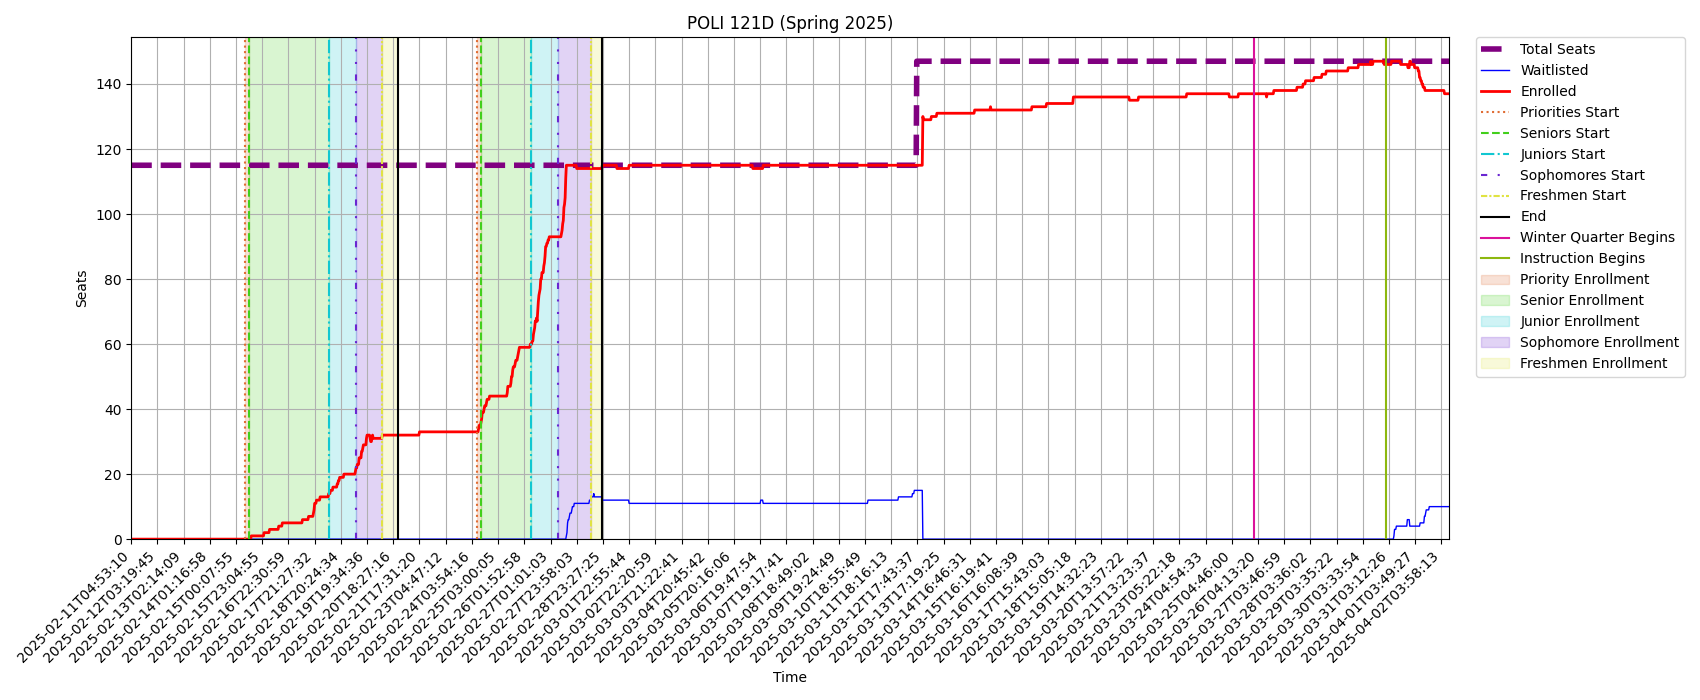 POLI 121D (Spring 2025)
Seats
140
120
100
80
60
40
20
0
2025-02-11T04:53:10
2025-02-12T03:19:45
2025-02-13T02:14:09
2025-02-14T01:16:58
2025-02-15T00:07:55
2025-02-15T23:04:55
2025-02-16T22:30:59
2025-02-17T21:27:32
2025-02-18T20:24:34
2025-02-19T19:34:36
2025-02-20T18:27:16
2025-02-21T17:31:20
2025-02-23T04:47:12
2025-02-24T03:54:16
2025-02-25T03:00:05
2025-02-26T01:52:58
2025-02-27T01:01:03
2025-02-27T23:58:03
2025-02-28T23:27:25
2025-03-01T22:55:44
2025-03-02T22:20:59
2025-03-03T21:22:41
2025-03-04T20:45:42
2025-03-05T20:16:06
2025-03-06T19:47:54
2025-03-07T19:17:41
2025-03-08T18:49:02
2025-03-09T19:24:49
2025-03-10T18:55:49
2025-03-11T18:16:13
2025-03-12T17:43:37
2025-03-13T17:19:25
2025-03-14T16:46:31
2025-03-15T16:19:41
2025-03-16T16:08:39
2025-03-17T15:43:03
2025-03-18T15:05:18
2025-03-19T14:32:23
2025-03-20T13:57:22
2025-03-21T13:23:37
2025-03-23T05:22:18
2025-03-24T04:54:33
2025-03-25T04:46:00
2025-03-26T04:13:20
2025-03-27T03:46:59
2025-03-28T03:36:02
2025-03-29T03:35:22
2025-03-30T03:33:54
2025-03-31T03:12:26
2025-04-01T03:49:27
2025-04-02T03:58:13
Time
Total Seats
Waitlisted
Enrolled
Priorities Start
Seniors Start
Juniors Start
Sophomores Start
Freshmen Start
End
Winter Quarter Begins
Instruction Begins
Priority Enrollment
Senior Enrollment
Junior Enrollment
Sophomore Enrollment
Freshmen Enrollment